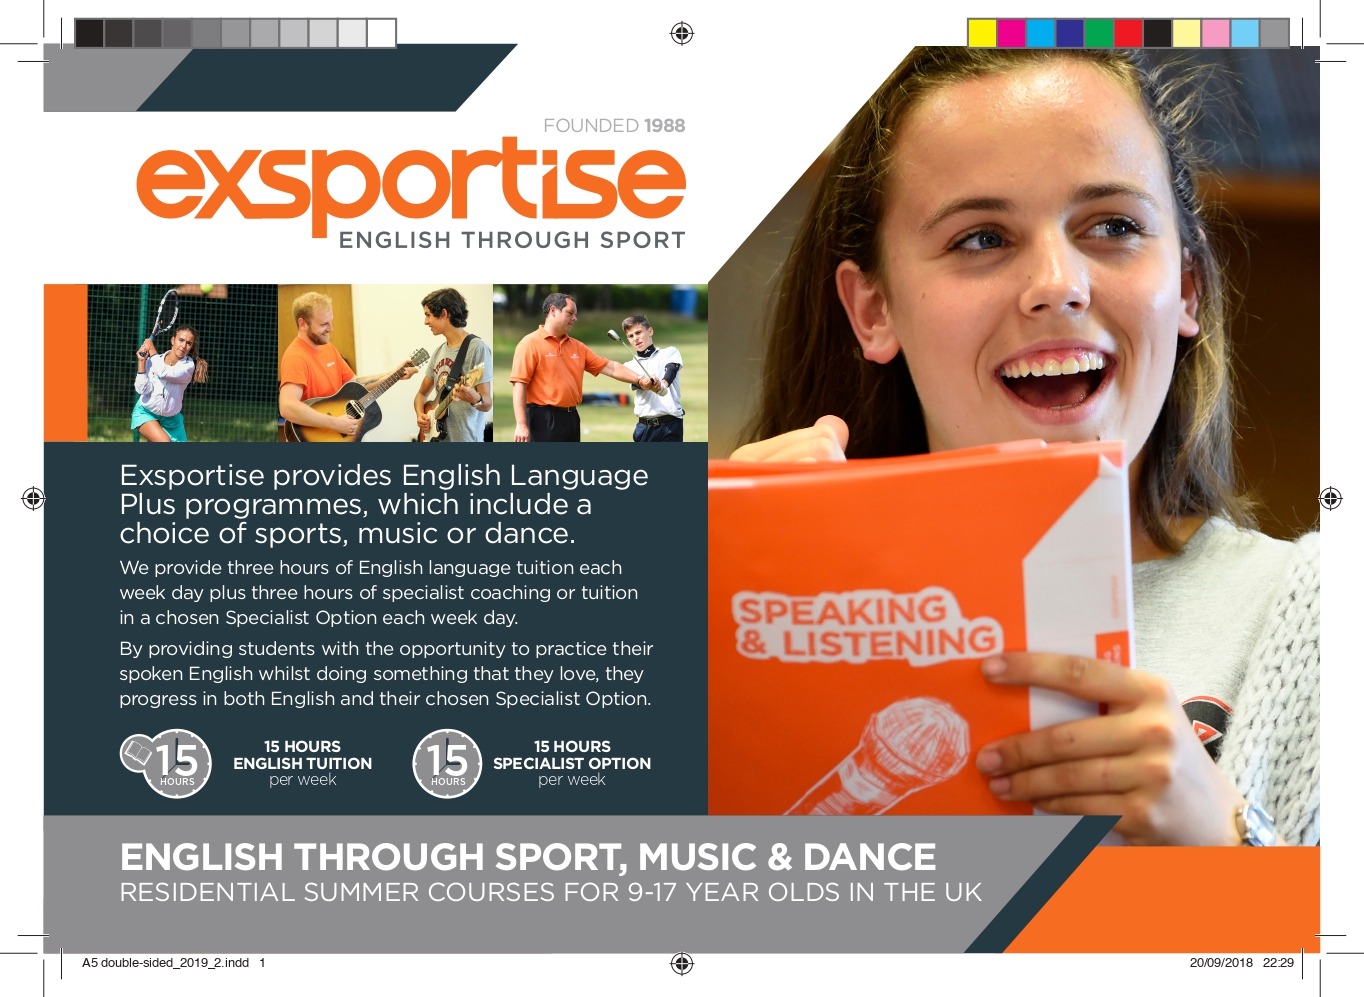 FOUNDED 1988
exsportise
ENGLISH THROUGH SPORT
Exsportise provides English Language
Plus programmes, which include a
choice of sports, music or dance.
We provide three hours of English language tuition each
week day plus three hours of specialist coaching or tuition
in a chosen Specialist Option each week day.
By providing students with the opportunity to practice their
spoken English whilst doing something that they love, they
progress in both English and their chosen Specialist Option.
15
HOURS
15 HOURS
ENGLISH TUITION
per week
15
HOURS
15 HOURS
SPECIALIST OPTION
per week
SPEAKING
& LISTENING
ENGLISH THROUGH SPORT, MUSIC & DANCE
RESIDENTIAL SUMMER COURSES FOR 9-17 YEAR OLDS IN THE UK
A5 double-sided_2019_2.indd 1
20/09/2018 22:29